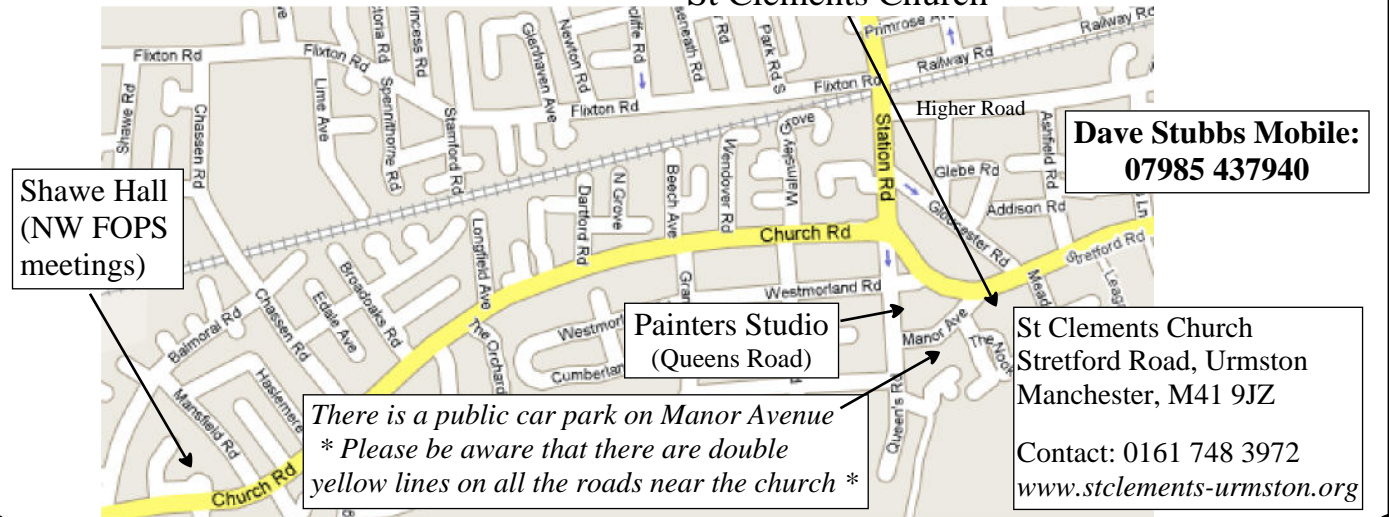 St Clements Church
Primrose Ave
Railway Rd
Railway Rd
Flixton Rd
Flixton Rd
Flixton Rd
Flixton Rd
Princess Rd
Glenhaven Ave
Newton Rd
Park
Shawe Rd
Chassen Rd
Lime Ave
Spennithorne Rd
Stamford Rd
Higher Road
Station Rd
Ashfield Rd
Dave Stubbs Mobile:
07985 437940
Glebe Rd
Addison Rd
Gloucester Rd
Stretford Rd
Shawe Hall
(NW FOPS
meetings)
Dartford Rd
N Grove
Beech Ave
Wendover Rd
Walmsley Grove
Church Rd
Longfield Ave
Balmoral Rd
Chassen Rd
Edale Ave
Broadoaks Rd
The Orchard
Westmorland Rd
Painters Studio
(Queens Road)
Manor Ave
The Nook
Queen's Rd
Mansfield Rd
Haslemere
Church Rd
There is a public car park on Manor Avenue
* Please be aware that there are double
yellow lines on all the roads near the church *
St Clements Church
Stretford Road, Urmston
Manchester, M41 9JZ
Contact: 0161 748 3972
www.stclements-urmston.org